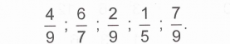 4/9 ; 6/7 ; 2/9 ; 1/5 ; 7/9.